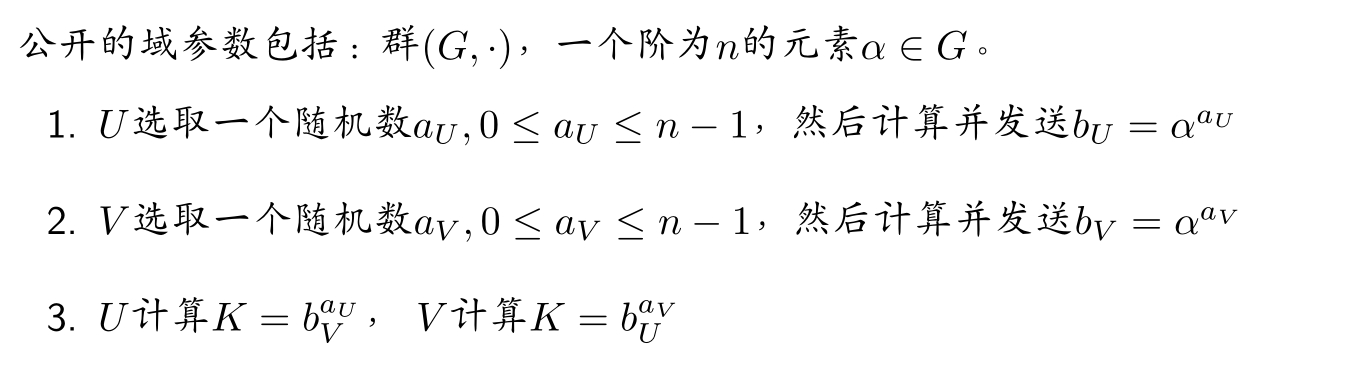 公开的域参数包括：群(G, ·)，一个阶为n的元素α ∈ G。
1. U选取一个随机数a_U, 0 ≤ a_U ≤ n − 1，然后计算并发送b_U = α^{a_U}
2. V选取一个随机数a_V, 0 ≤ a_V ≤ n − 1，然后计算并发送b_V = α^{a_V}
3. U计算K = b_V^{a_U}，V计算K = b_U^{a_V}